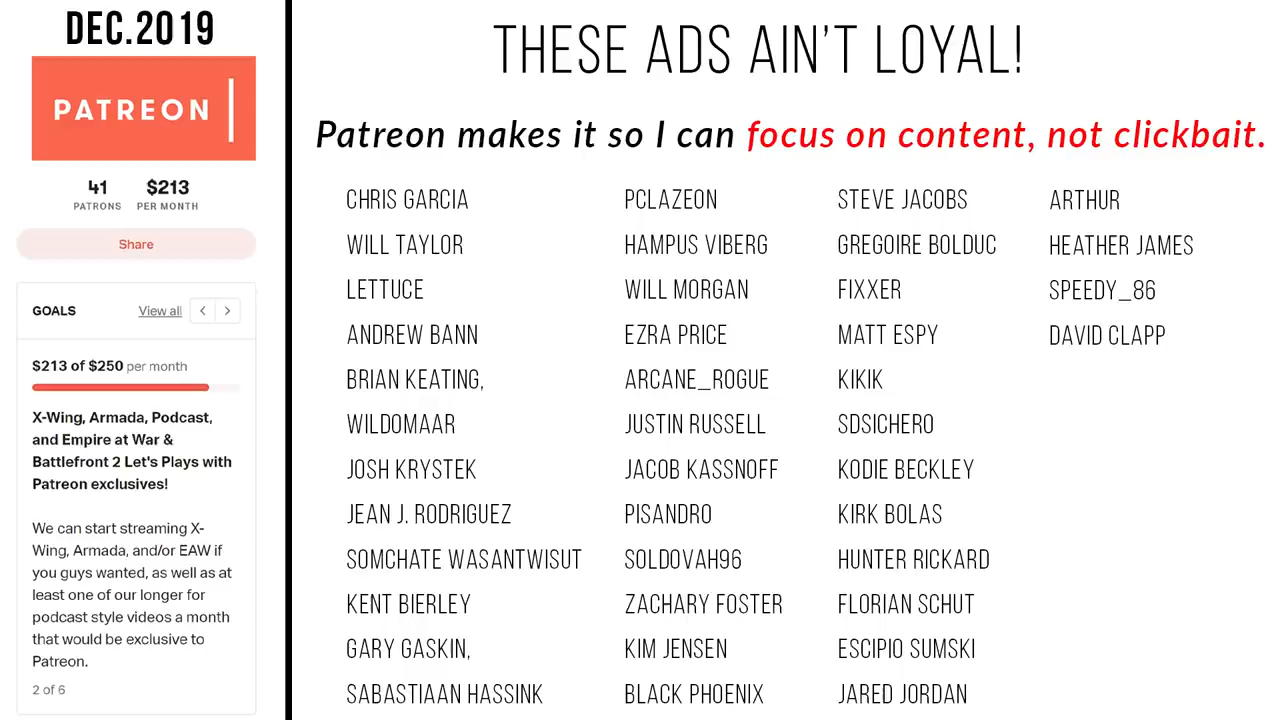 DEC.2019
PATREON
41 $213
PATRONS PER MONTH
Share
GOALS View all
$213 of $250 per month
X-Wing, Armada, Podcast,
and Empire at War &
Battlefront 2 Let's Plays with
Patreon exclusives!
We can start streaming X-
Wing, Armada, and/or EAW if
you guys wanted, as well as at
least one of our longer for
podcast style videos a month
that would be exclusive to
Patreon.
2 of 6
THESE ADS AIN'T LOYAL!
Patreon makes it so I can focus on content, not clickbait.
CHRIS GARCIA
WILL TAYLOR
LETTUCE
ANDREW BANN
BRIAN KEATING,
WILDOMAAR
JOSH KRYSTEK
JEAN J. RODRIGUEZ
SOMCHATE WASANTWISUT
KENT BIERLEY
GARY GASKIN,
SABASTIAAN HASSINK
PCLAZEON
HAMPUS VIBERG
WILL MORGAN
EZRA PRICE
ARCANE_ROGUE
JUSTIN RUSSELL
JACOB KASSNOFF
PISANDRO
SOLDOVAH96
ZACHARY FOSTER
KIM JENSEN
BLACK PHOENIX
STEVE JACOBS
GREGOIRE BOLDUC
FIXXER
MATT ESPY
KIKIK
SDSICHERO
KODIE BECKLEY
KIRK BOLAS
HUNTER RICKARD
FLORIAN SCHUT
ESCIPIO SUMSKI
JARED JORDAN
ARTHUR
HEATHER JAMES
SPEEDY_86
DAVID CLAPP